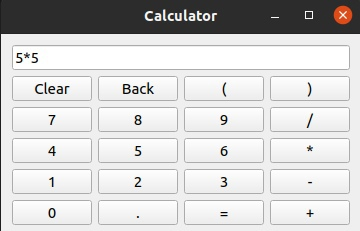 Calculator
5*5
Clear Back ( )
7 8 9 /
4 5 6 *
1 2 3 -
0 . = +